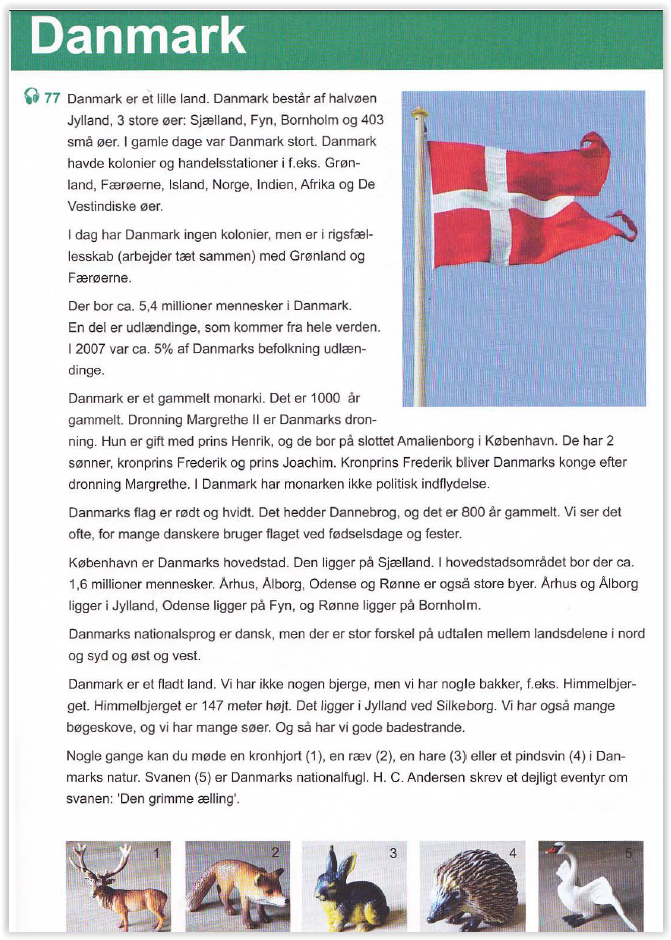 Danmark
77 Danmark er et lille land. Danmark består af halvøen
Jylland, 3 store øer: Sjælland, Fyn, Bornholm og 403
små øer. I gamle dage var Danmark stort. Danmark
havde kolonier og handelsstationer i f.eks. Grøn-
land, Færøerne, Island, Norge, Indien, Afrika og De
Vestindiske øer.
I dag har Danmark ingen kolonier, men er i rigsfæl-
lesskab (arbejder tæt sammen) med Grønland og
Færøerne.
Der bor ca. 5,4 millioner mennesker i Danmark.
En del er udlændinge, som kommer fra hele verden.
I 2007 var ca. 5% af Danmarks befolkning udlæn-
dinge.
Danmark er et gammelt monarki. Det er 1000 år
gammelt. Dronning Margrethe II er Danmarks dron-
ning. Hun er gift med prins Henrik, og de bor på slottet Amalienborg i København. De har 2
sønner, kronprins Frederik og prins Joachim. Kronprins Frederik bliver Danmarks konge efter
dronning Margrethe. I Danmark har monarken ikke politisk indflydelse.
Danmarks flag er rødt og hvidt. Det hedder Dannebrog, og det er 800 år gammelt. Vi ser det
ofte, for mange danskere bruger flaget ved fødselsdage og fester.
København er Danmarks hovedstad. Den ligger på Sjælland. I hovedstadsområdet bor der ca.
1,6 millioner mennesker. Århus, Ålborg, Odense og Rønne er også store byer. Århus og Ålborg
ligger i Jylland, Odense ligger på Fyn, og Rønne ligger på Bornholm.
Danmarks nationalsprog er dansk, men der er stor forskel på udtalen mellem landsdelene i nord
og syd og øst og vest.
Danmark er et fladt land. Vi har ikke nogen bjerge, men vi har nogle bakker, f.eks. Himmelbjer-
get. Himmelbjerget er 147 meter højt. Det ligger i Jylland ved Silkeborg. Vi har også mange
bøgeskove, og vi har mange søer. Og så har vi gode badestrande.
Nogle gange kan du møde en kronhjort (1), en ræv (2), en hare (3) eller et pindsvin (4) i Dan-
marks natur. Svanen (5) er Danmarks nationalfugl. H. C. Andersen skrev et dejligt eventyr om
svanen: 'Den grimme ælling'.
1 2 3 4 5